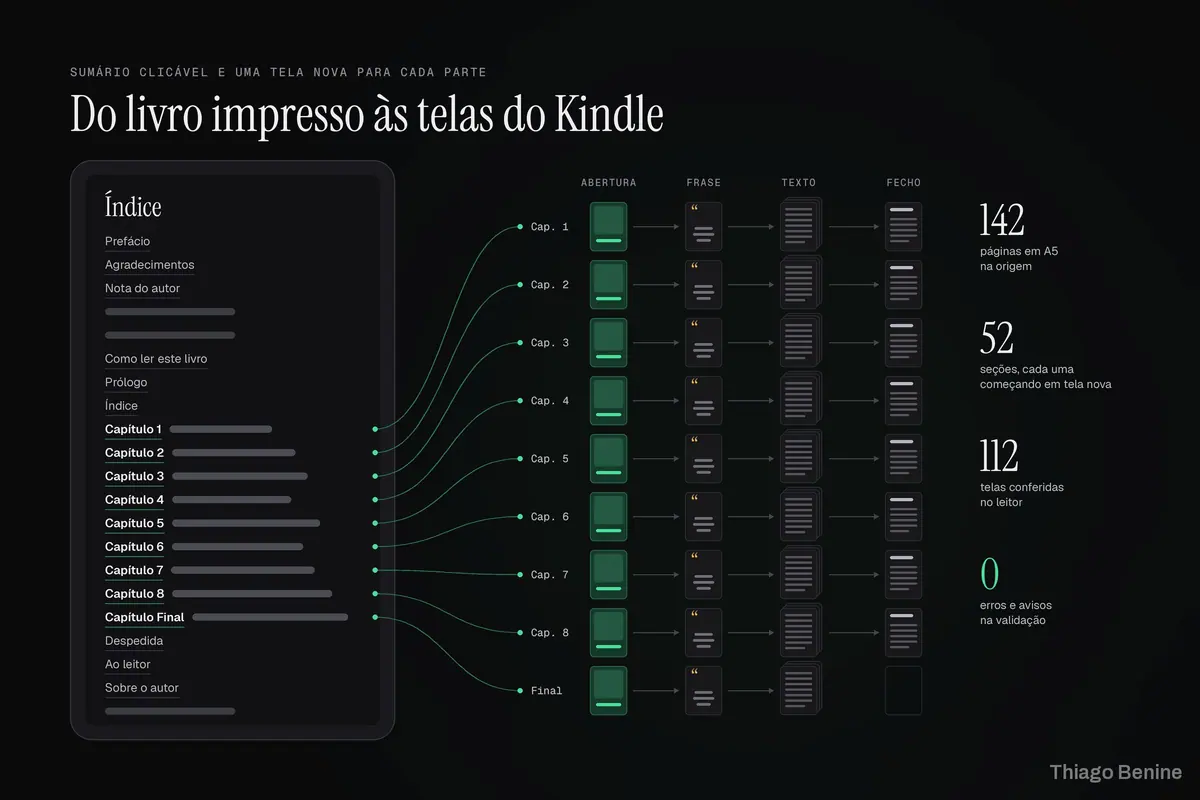 SUMÁRIO CLICÁVEL E UMA TELA NOVA PARA CADA PARTE
Do livro impresso às telas do Kindle
Índice
Prefácio
Agradecimentos
Nota do autor
Como ler este livro
Prólogo
Índice
Capítulo 1
Capítulo 2
Capítulo 3
Capítulo 4
Capítulo 5
Capítulo 6
Capítulo 7
Capítulo 8
Capítulo Final
Despedida
Ao leitor
Sobre o autor
ABERTURA FRASE TEXTO FECHO
Cap. 1
“
Cap. 2
“
Cap. 3
“
Cap. 4
“
Cap. 5
“
Cap. 6
“
Cap. 7
“
Cap. 8
“
Final
“
142
páginas em A5
na origem
52
seções, cada uma
começando em tela nova
112
telas conferidas
no leitor
0
erros e avisos
na validação
Thiago Benine